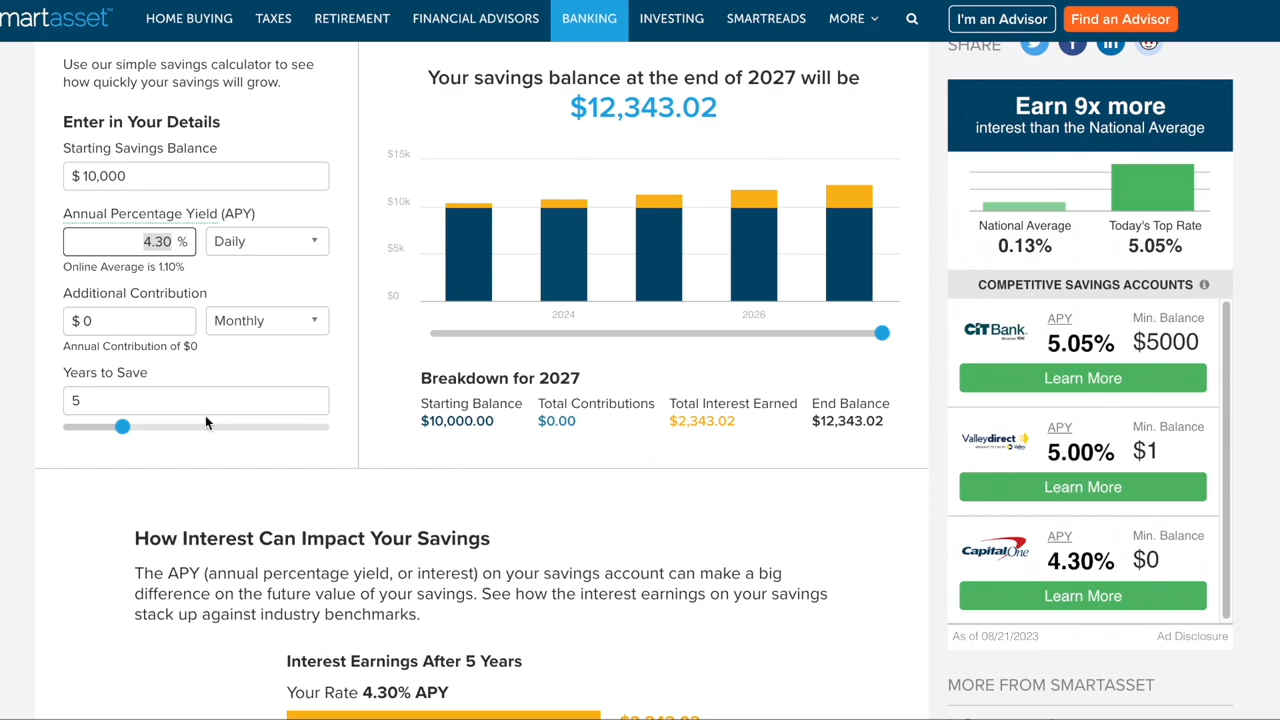 martasset™
HOME BUYING
TAXES
RETIREMENT
FINANCIAL ADVISORS
BANKING
INVESTING
SMARTREADS
MORE
I'm an Advisor
Find an Advisor
Use our simple savings calculator to see
how quickly your savings will grow.
Enter in Your Details
Starting Savings Balance
$ 10,000
Annual Percentage Yield (APY)
4.30 %
Daily
Online Average is 1.10%
Additional Contribution
$ 0
Monthly
Annual Contribution of $0
Years to Save
5
Your savings balance at the end of 2027 will be
$12,343.02
$15k
$10k
$5k
$0
2024
2026
Breakdown for 2027
Starting Balance
$10,000.00
Total Contributions
$0.00
Total Interest Earned
$2,343.02
End Balance
$12,343.02
How Interest Can Impact Your Savings
The APY (annual percentage yield, or interest) on your savings account can make a big
difference on the future value of your savings. See how the interest earnings on your savings
stack up against industry benchmarks.
Interest Earnings After 5 Years
Your Rate 4.30% APY
$2,343.02
SHARE
Earn 9x more
interest than the National Average
National Average
0.13%
Today's Top Rate
5.05%
COMPETITIVE SAVINGS ACCOUNTS
CiT Bank
APY
5.05%
Min. Balance
$5000
Learn More
Valleydirect
APY
5.00%
Min. Balance
$1
Learn More
Capital One
APY
4.30%
Min. Balance
$0
Learn More
As of 08/21/2023
Ad Disclosure
MORE FROM SMARTASSET